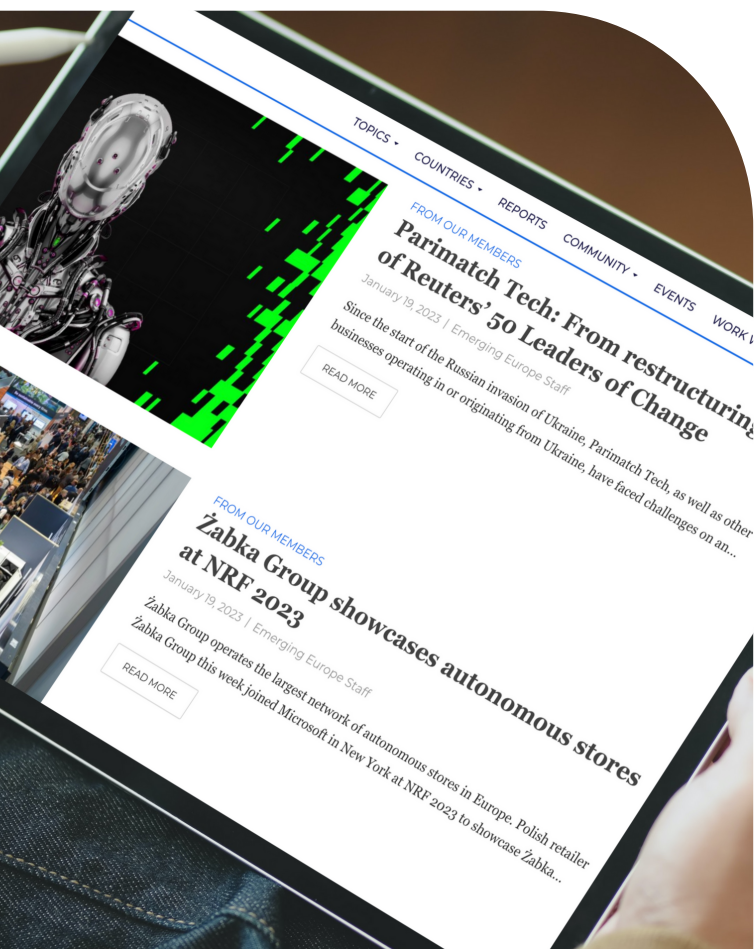 TOPICS
COUNTRIES
REPORTS
COMMUNITY
EVENTS
WORK
FROM OUR MEMBERS
Parimatch Tech: From restructuring
of Reuters’ 50 Leaders of Change
January 19, 2023 | Emerging Europe Staff
Since the start of the Russian invasion of Ukraine, Parimatch Tech, as well as other
businesses operating in or originating from Ukraine, have faced challenges on an...
READ MORE
FROM OUR MEMBERS
Żabka Group showcases autonomous stores
at NRF 2023
January 19, 2023 | Emerging Europe Staff
Żabka Group operates the largest network of autonomous stores in Europe. Polish retailer
Żabka Group this week joined Microsoft in New York at NRF 2023 to showcase Żabka...
READ MORE